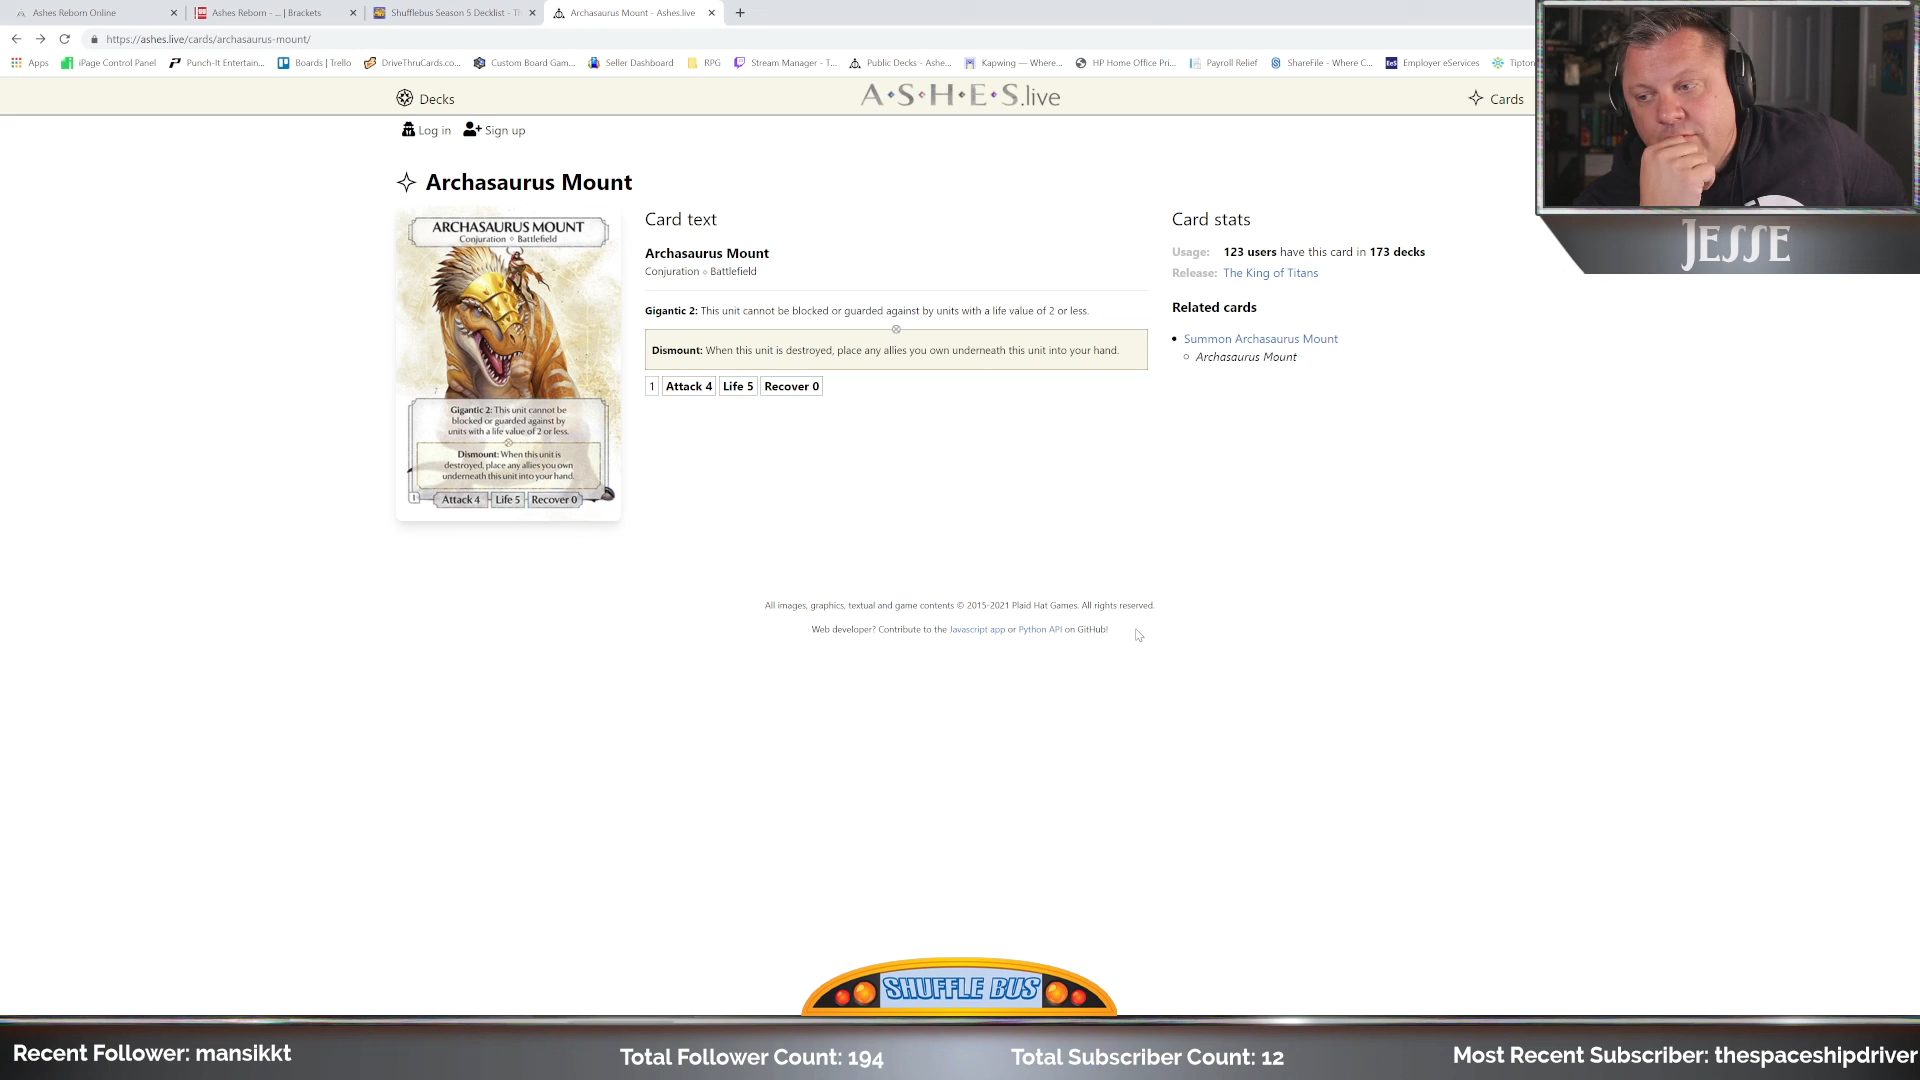 Ashes Reborn Online
Ashes Reborn - ... | Brackets
Shufflebus Season 5 Decklist - Th
Archasaurus Mount - Ashes.live
https://ashes.live/cards/archasaurus-mount/
Apps
iPage Control Panel
Punch-It Entertain...
Boards | Trello
DriveThruCards.co...
Custom Board Gam...
Seller Dashboard
RPG
Stream Manager - T...
Public Decks - Ashe...
Kapwing — Where...
HP Home Office Pri...
Payroll Relief
ShareFile - Where C...
EeS
Employer eServices
Tipton
Decks
A·S·H·E·S.live
Cards
Log in
Sign up
Archasaurus Mount
ARCHASAURUS MOUNT
Conjuration ◦ Battlefield
Gigantic 2: This unit cannot be
blocked or guarded against by
units with a life value of 2 or less.
Dismount: When this unit is
destroyed, place any allies you own
underneath this unit into your hand.
1
Attack 4
Life 5
Recover 0
Card text
Archasaurus Mount
Conjuration ◦ Battlefield
Gigantic 2: This unit cannot be blocked or guarded against by units with a life value of 2 or less.
Dismount: When this unit is destroyed, place any allies you own underneath this unit into your hand.
1 Attack 4 Life 5 Recover 0
Card stats
Usage: 123 users have this card in 173 decks
Release: The King of Titans
Related cards
Summon Archasaurus Mount
Archasaurus Mount
JESSE
All images, graphics, textual and game contents © 2015-2021 Plaid Hat Games. All rights reserved.
Web developer? Contribute to the Javascript app or Python API on GitHub!
SHUFFLE BUS
Recent Follower: mansikkt
Total Follower Count: 194
Total Subscriber Count: 12
Most Recent Subscriber: thespaceshipdriver